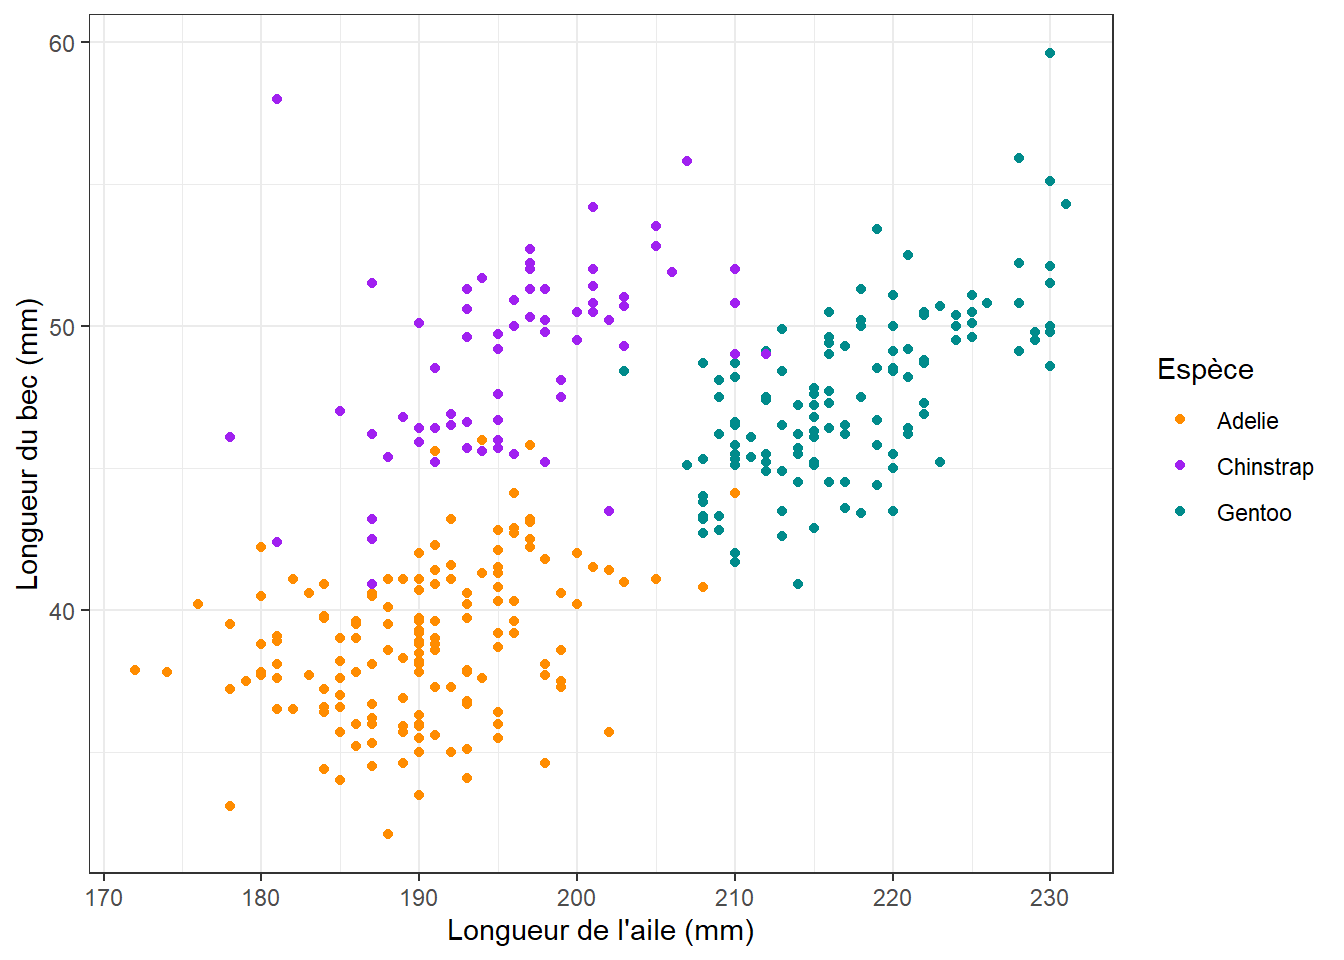 60
50
40
170 180 190 200 210 220 230
Longueur de l'aile (mm)
Longueur du bec (mm)
Espèce
Adelie
Chinstrap
Gentoo